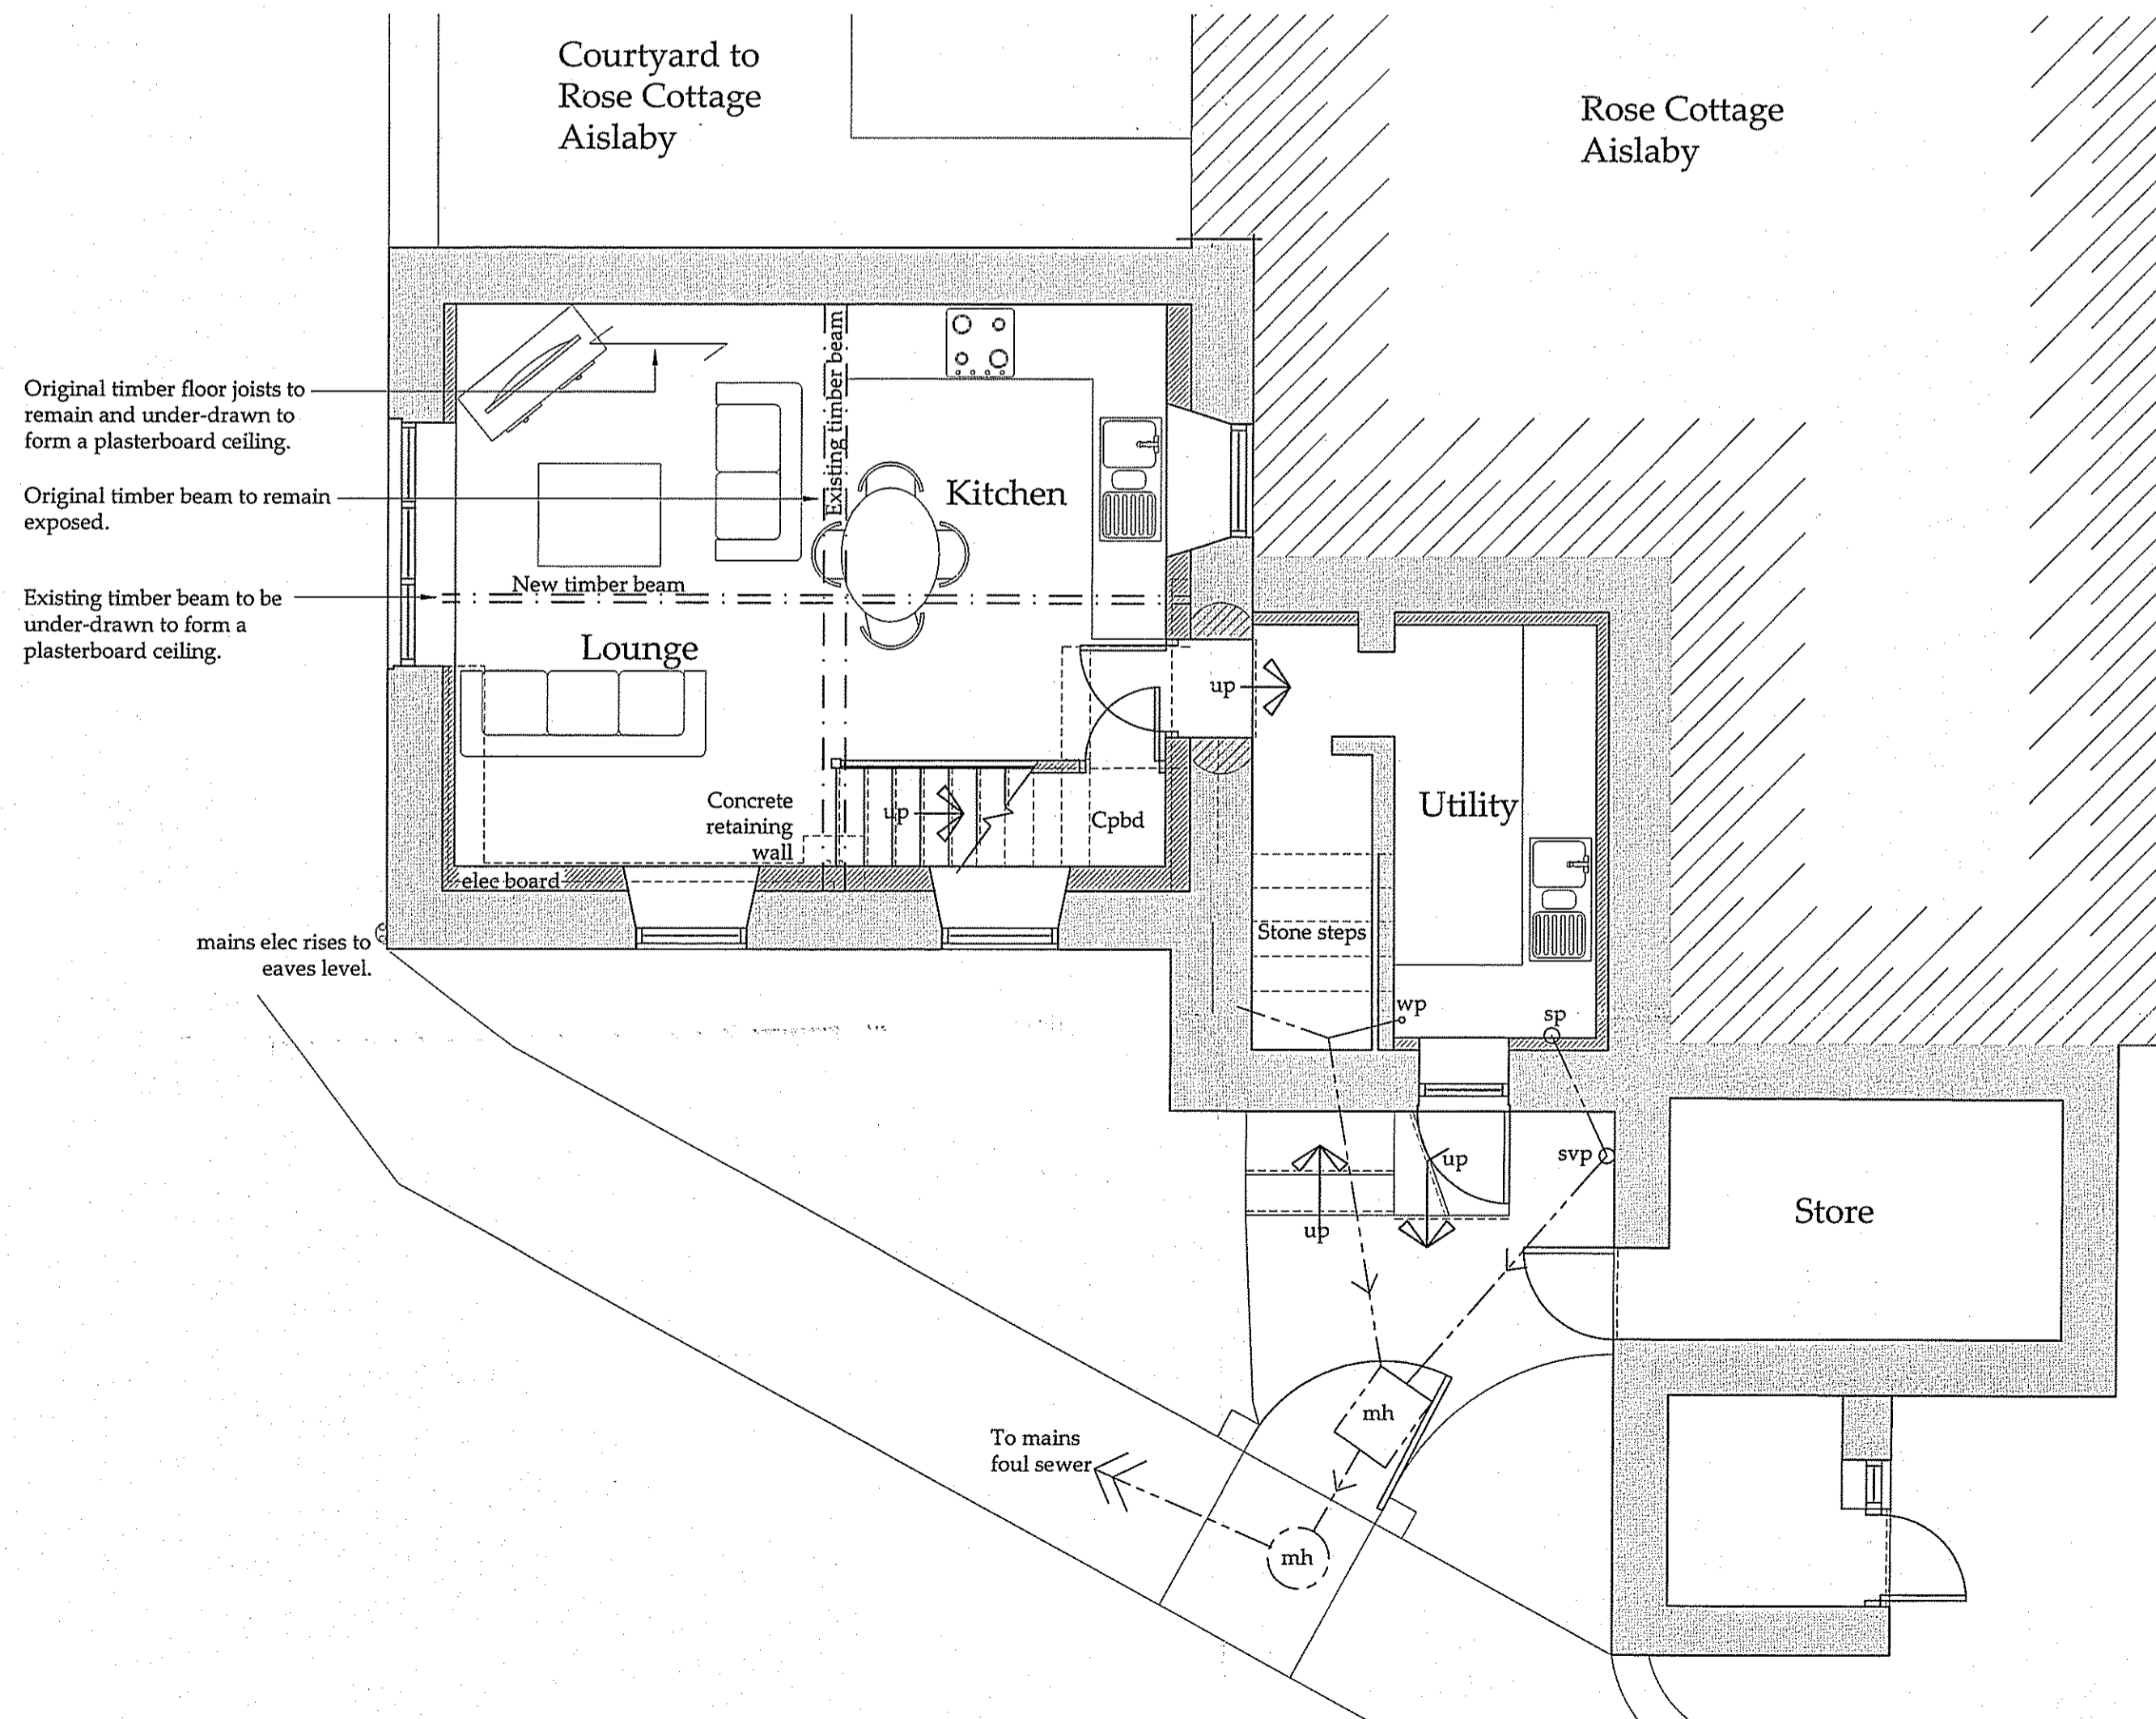 Courtyard to
Rose Cottage
Aislaby
Rose Cottage
Aislaby
Original timber floor joists to
remain and under-drawn to
form a plasterboard ceiling.
Original timber beam to remain
exposed.
Existing timber beam to be
under-drawn to form a
plasterboard ceiling.
Existing timber beam
Kitchen
New timber beam
Lounge
up
Concrete
retaining
wall
up
Cpbd
Utility
elec board
mains elec rises to
eaves level.
Stone steps
wp
sp
up
up
svp
Store
mh
To mains
foul sewer
mh